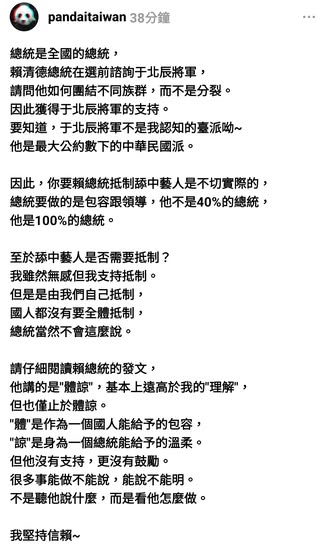 pandaitaiwan 38分鐘
總統是全國的總統，
賴清德總統在選前諮詢于北辰將軍，
請問他如何團結不同族群，而不是分裂。
因此獲得于北辰將軍的支持。
要知道，于北辰將軍不是我認知的臺派呦~
他是最大公約數下的中華民國派。
因此，你要賴總統抵制舔中藝人是不切實際的，
總統要做的是包容跟領導，他不是40%的總統，
他是100%的總統。
至於舔中藝人是否需要抵制？
我雖然無感但我支持抵制。
但是是由我們自己抵制，
國人都沒有要全體抵制，
總統當然不會這麼說。
請仔細閱讀賴總統的發文，
他講的是"體諒"，基本上遠高於我的"理解"，
但也僅止於體諒。
"體"是作為一個國人能給予的包容，
"諒"是身為一個總統能給予的溫柔。
但他沒有支持，更沒有鼓勵。
很多事能做不能說，能說不能明。
不是聽他說什麼，而是看他怎麼做。
我堅持信賴~